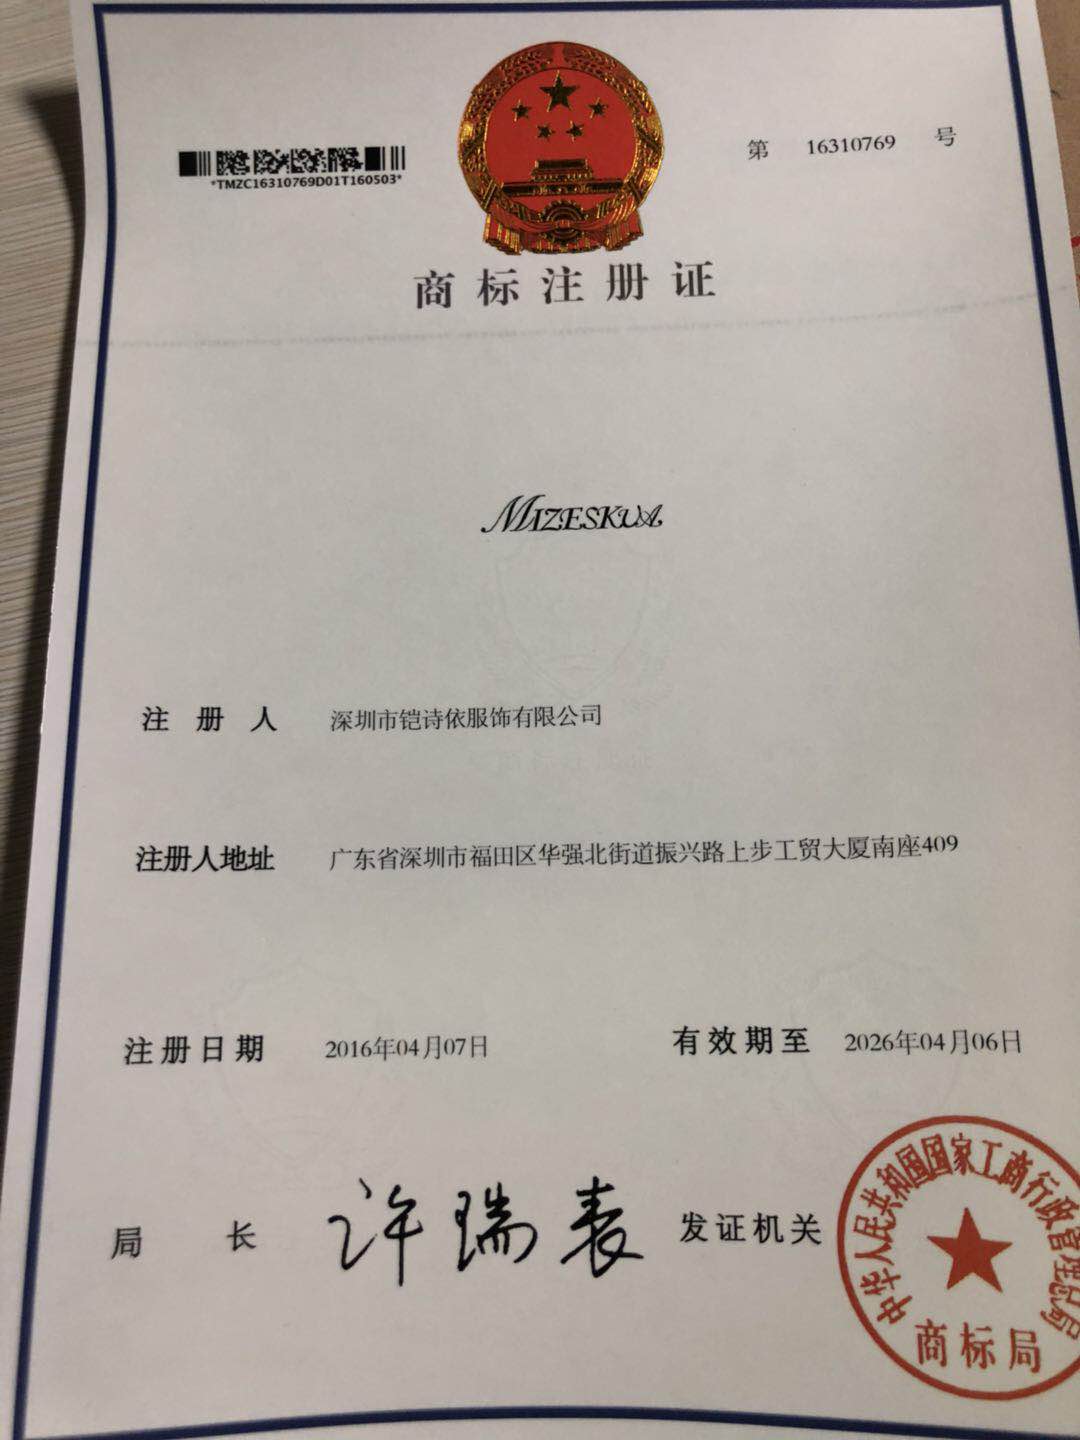 *TMZC16310769D01T160503*
第 16310769 号
商标注册证
MIZESKUA
注册人 深圳市铠诗依服饰有限公司
注册人地址 广东省深圳市福田区华强北街道振兴路上步工贸大厦南座409
注册日期 2016年04月07日 有效期至 2026年04月06日
局长 许瑞表 发证机关
中华人民共和国国家工商行政管理总局
商标局